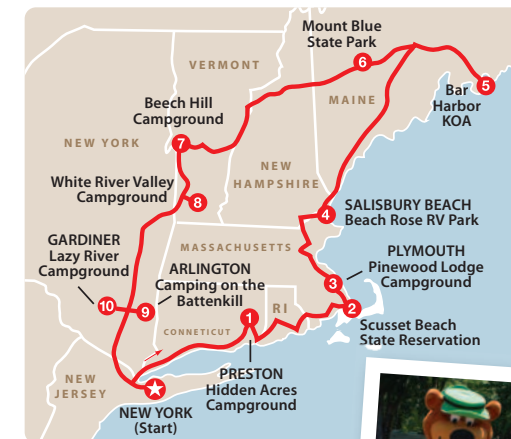 Mount Blue
State Park
VERMONT
6
MAINE
5
Bar
Harbor
KOA
Beech Hill
Campground
7
NEW YORK
NEW
HAMPSHIRE
White River Valley
Campground
8
4
SALISBURY BEACH
Beach Rose RV Park
GARDINER
Lazy River
Campground
MASSACHUSETTS
ARLINGTON
Camping on the
Battenkill
PLYMOUTH
Pinewood Lodge
Campground
3
10
9
1
RI
2
CONNETICUT
Scusset Beach
State Reservation
PRESTON
Hidden Acres
Campground
NEW
JERSEY
NEW YORK
(Start)